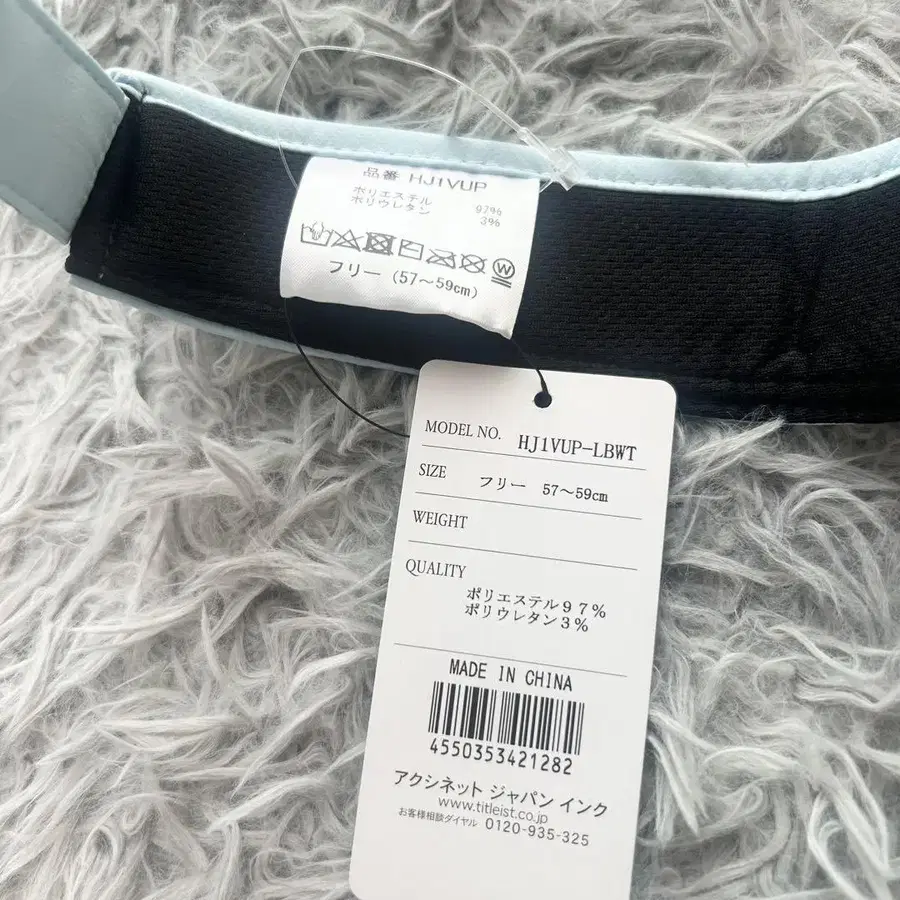 品番 HJ1VUP
ポリエステル 97%
ポリウレタン 3%
W
フリー (57～59cm)
MODEL NO. HJ1VUP-LBWT
SIZE フリー 57～59cm
WEIGHT
QUALITY
ポリエステル97%
ポリウレタン3%
MADE IN CHINA
4550353421282
アクシネット ジャパン インク
www.titleist.co.jp
お客様相談ダイヤル 0120-935-325